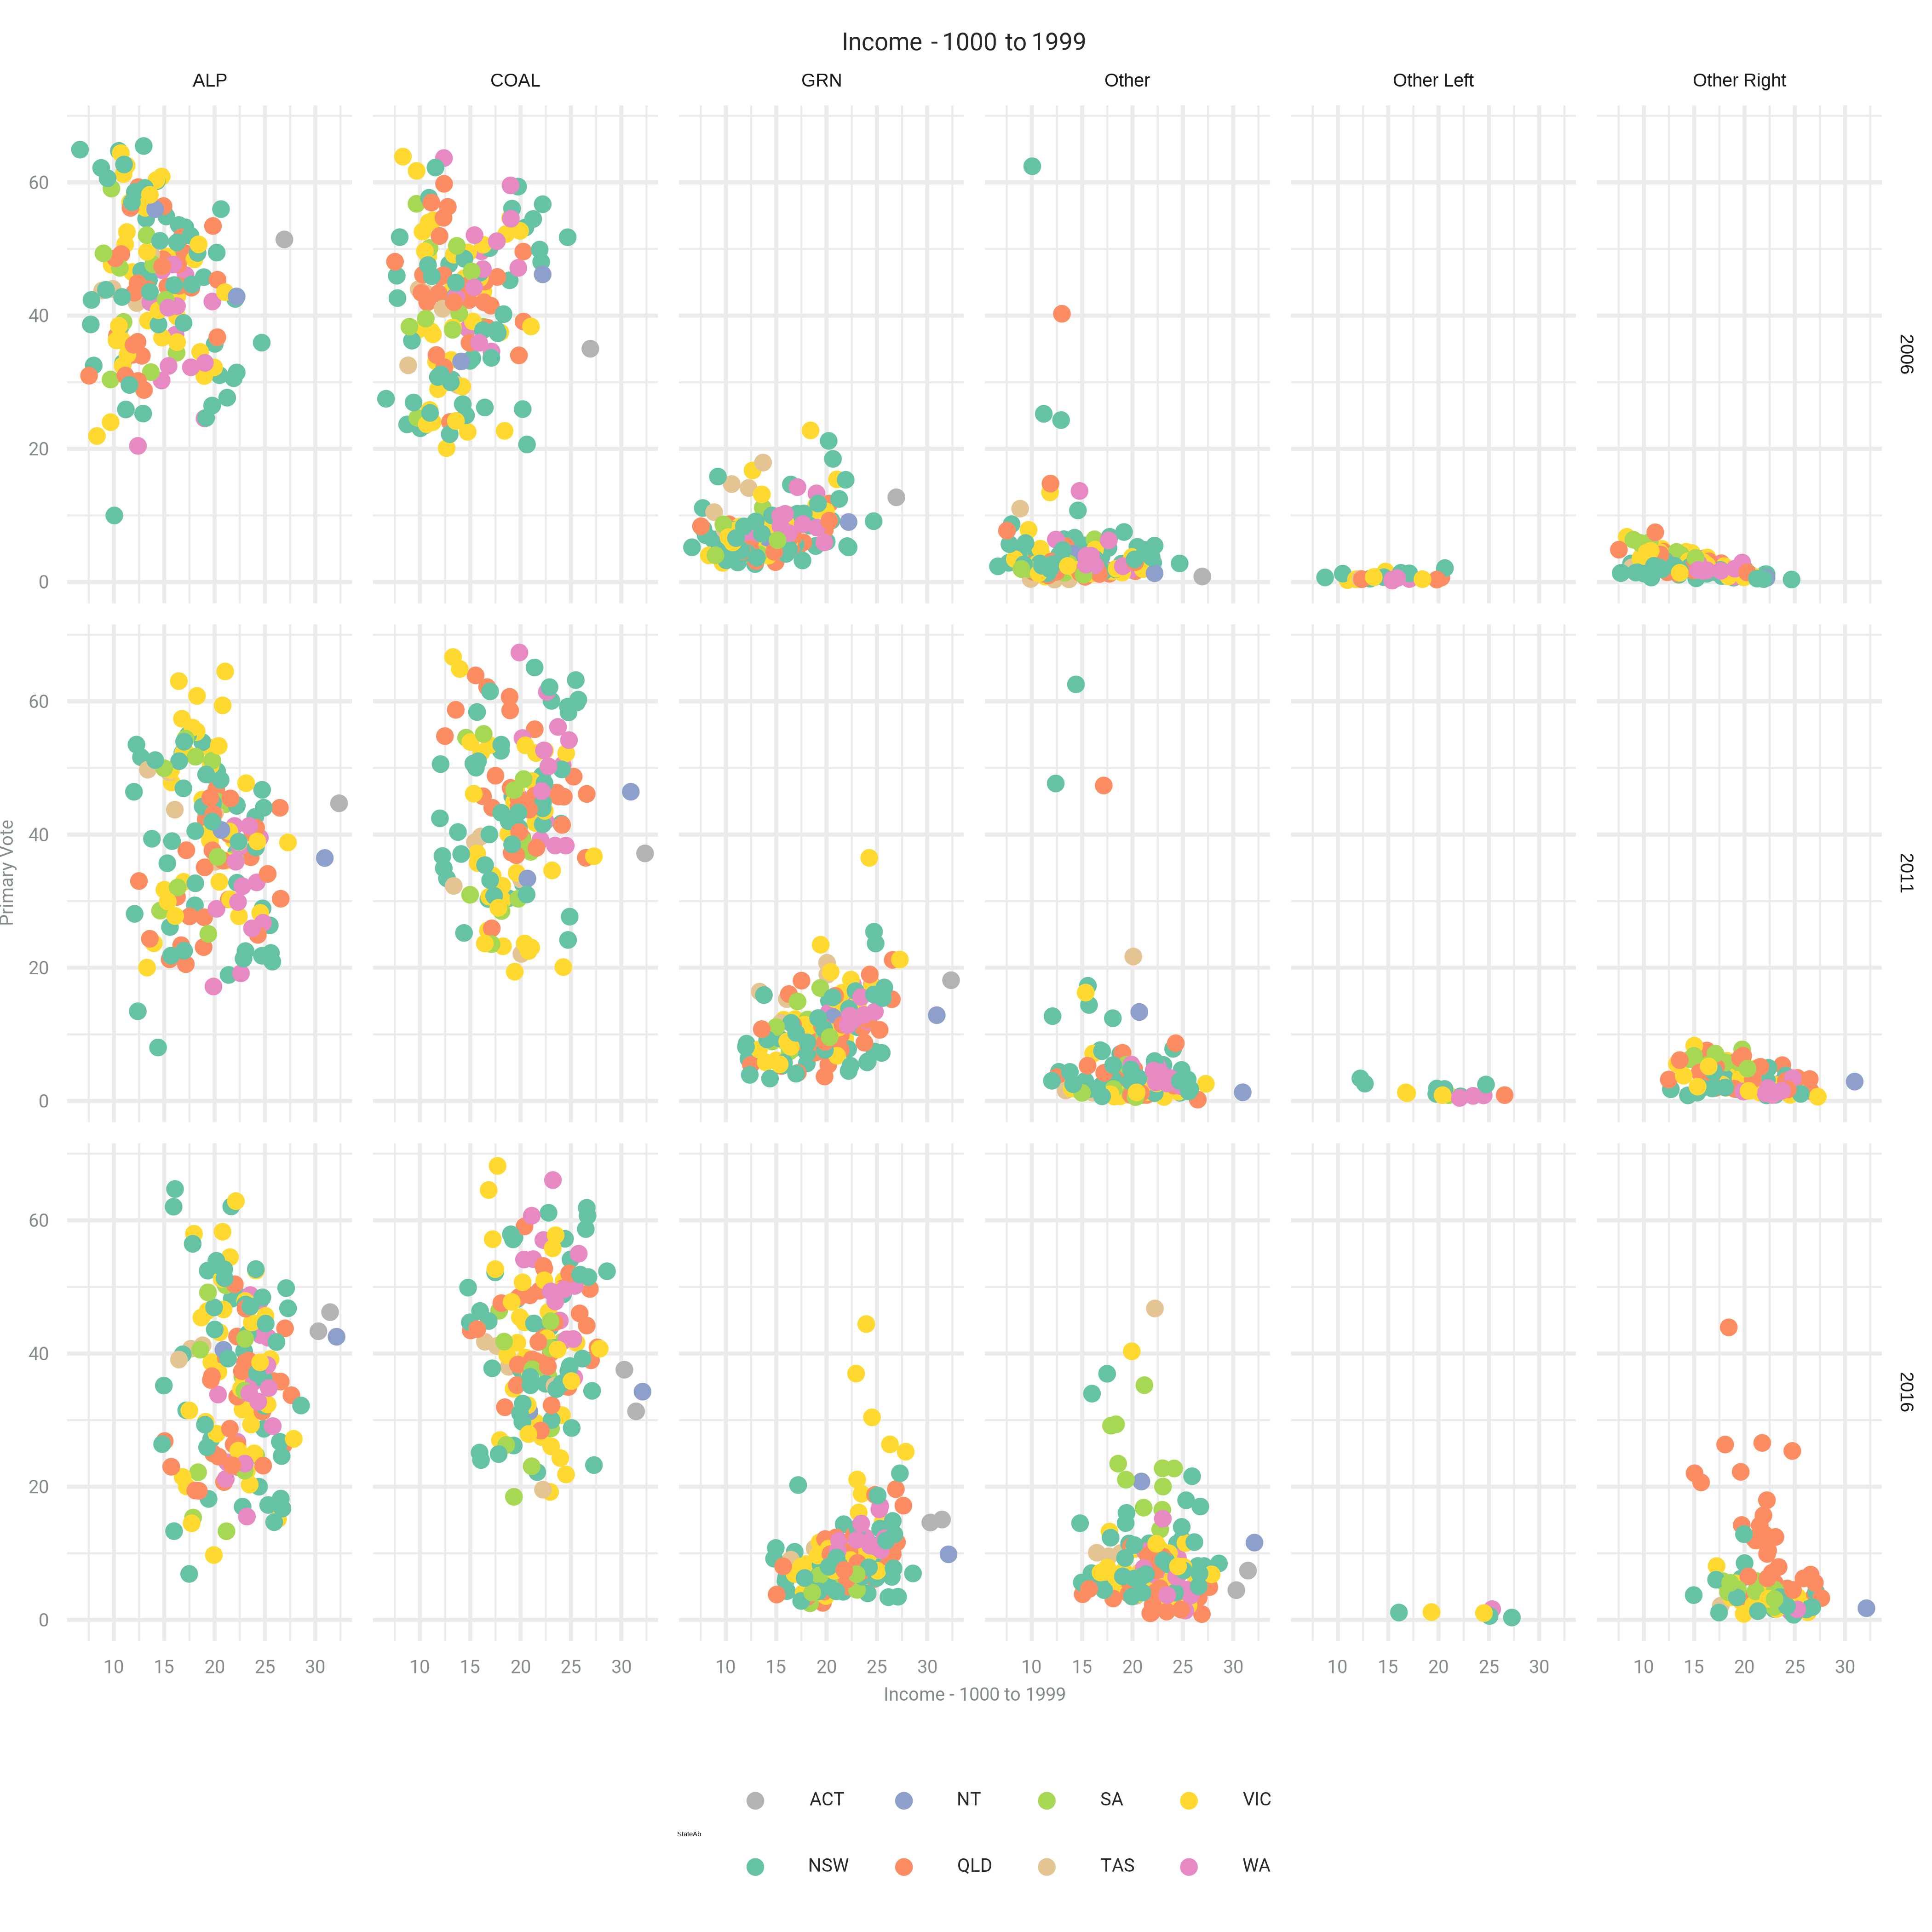 Income - 1000 to 1999
ALP COAL GRN Other Other Left Other Right
60
40
20
0
2006
60
40
20
0
2011
60
40
20
0
2016
Primary Vote
10 15 20 25 30 10 15 20 25 30 10 15 20 25 30 10 15 20 25 30 10 15 20 25 30 10 15 20 25 30
Income - 1000 to 1999
ACT NT SA VIC
StateAb
NSW QLD TAS WA